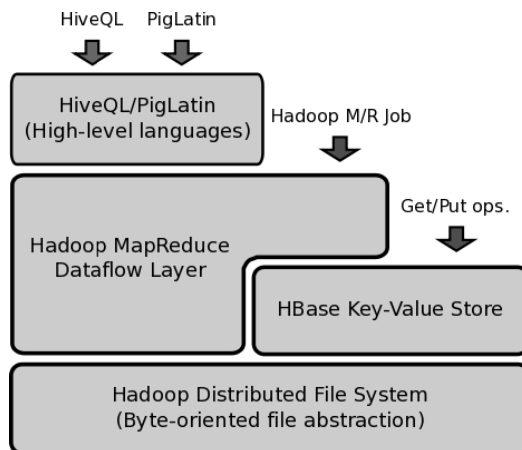 HiveQL PigLatin
HiveQL/PigLatin
(High-level languages)
Hadoop M/R Job
Get/Put ops.
Hadoop MapReduce
Dataflow Layer
HBase Key-Value Store
Hadoop Distributed File System
(Byte-oriented file abstraction)